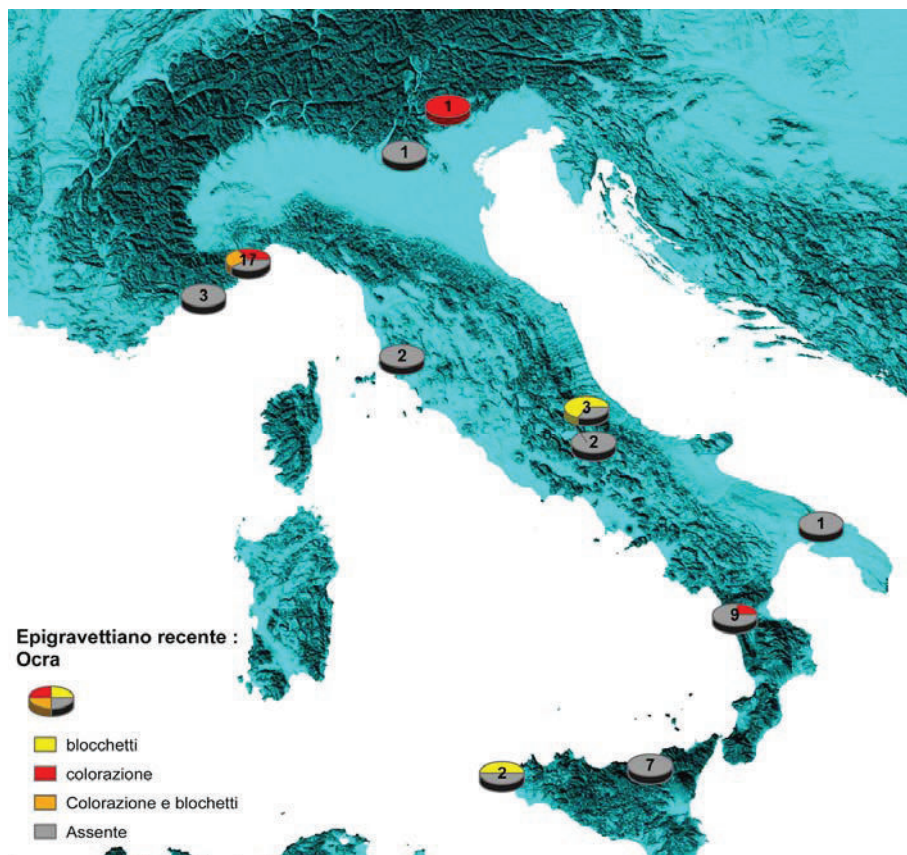 1
1
17
3
2
3
2
1
9
Epigravettiano recente :
Ocra
blocchetti
colorazione
Colorazione e blochetti
Assente
2
7